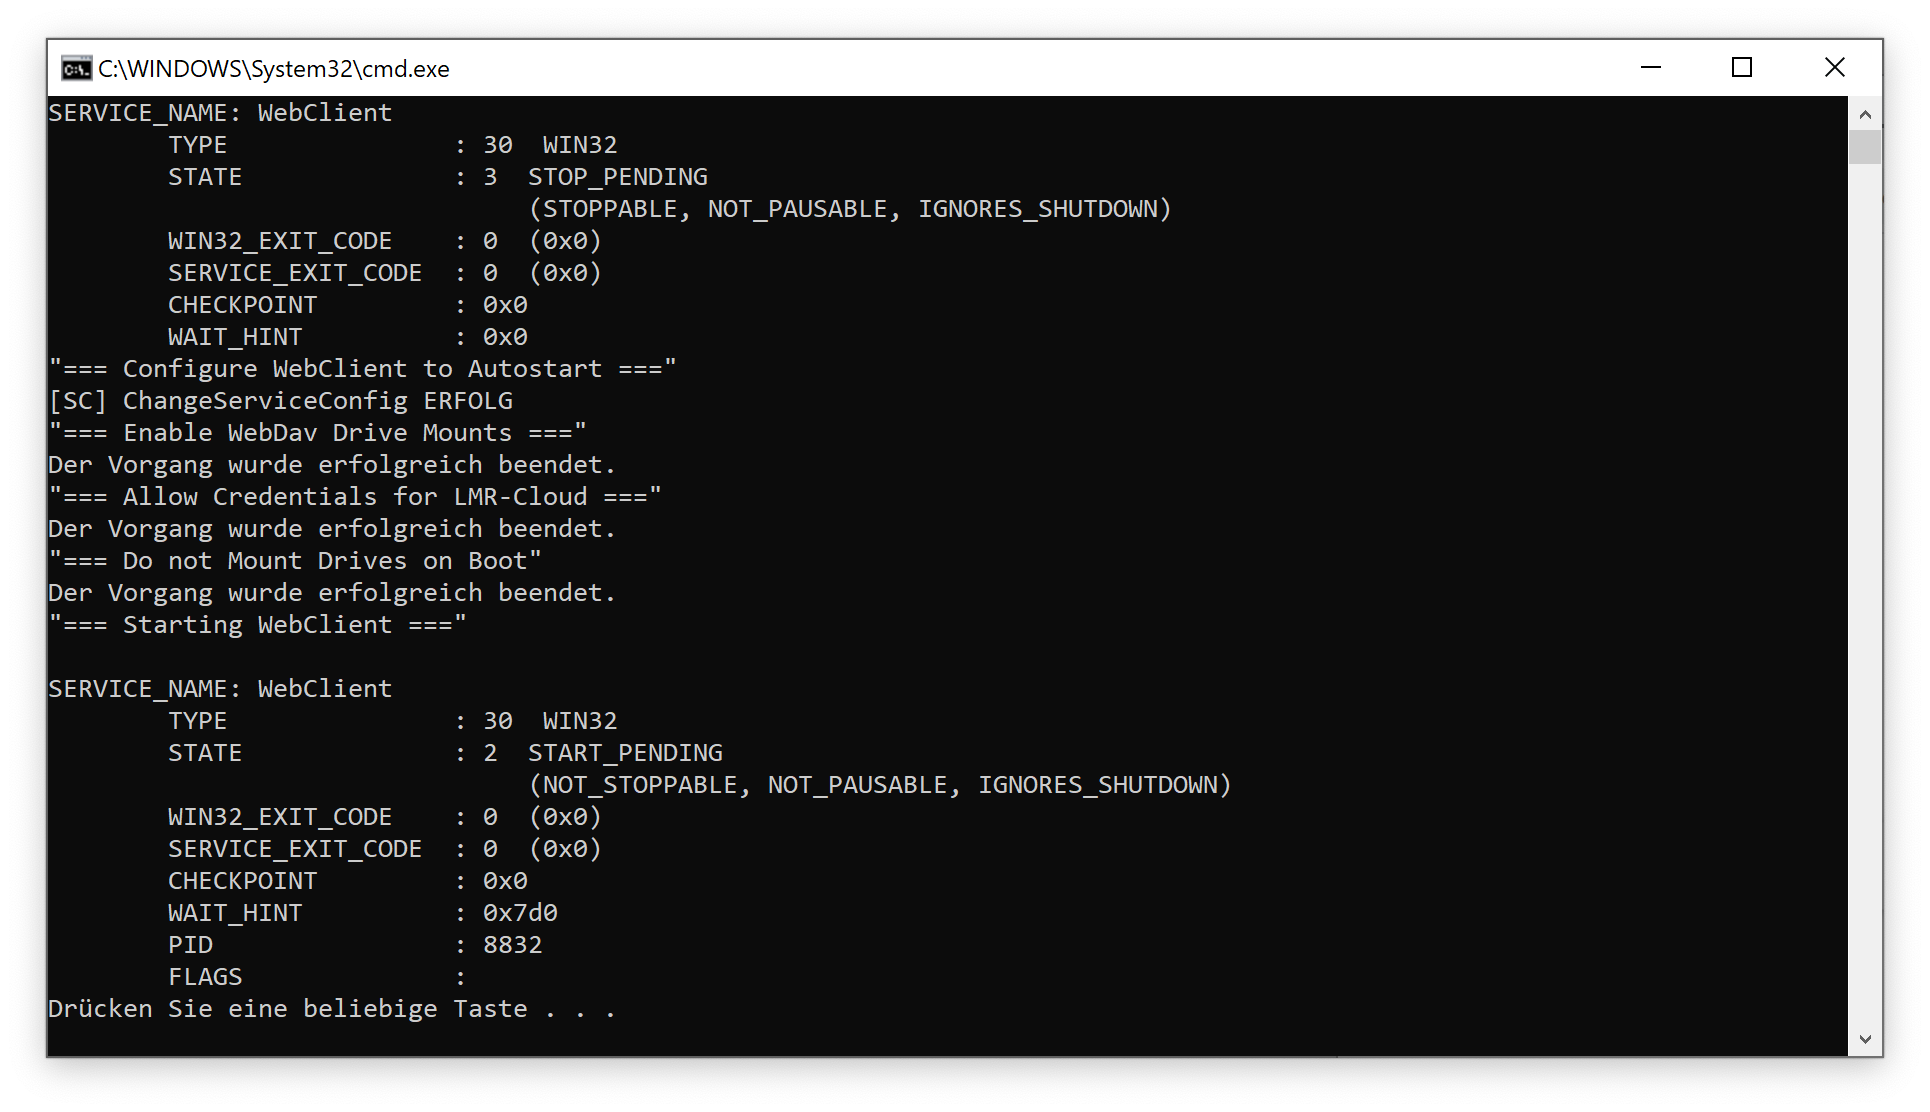 C:\WINDOWS\System32\cmd.exe
SERVICE_NAME: WebClient
        TYPE               : 30  WIN32
        STATE              : 3  STOP_PENDING
                                (STOPPABLE, NOT_PAUSABLE, IGNORES_SHUTDOWN)
        WIN32_EXIT_CODE    : 0  (0x0)
        SERVICE_EXIT_CODE  : 0  (0x0)
        CHECKPOINT         : 0x0
        WAIT_HINT          : 0x0
"=== Configure WebClient to Autostart ==="
[SC] ChangeServiceConfig ERFOLG
"=== Enable WebDav Drive Mounts ==="
Der Vorgang wurde erfolgreich beendet.
"=== Allow Credentials for LMR-Cloud ==="
Der Vorgang wurde erfolgreich beendet.
"=== Do not Mount Drives on Boot"
Der Vorgang wurde erfolgreich beendet.
"=== Starting WebClient ==="

SERVICE_NAME: WebClient
        TYPE               : 30  WIN32
        STATE              : 2  START_PENDING
                                (NOT_STOPPABLE, NOT_PAUSABLE, IGNORES_SHUTDOWN)
        WIN32_EXIT_CODE    : 0  (0x0)
        SERVICE_EXIT_CODE  : 0  (0x0)
        CHECKPOINT         : 0x0
        WAIT_HINT          : 0x7d0
        PID                : 8832
        FLAGS              :
Drücken Sie eine beliebige Taste . . .